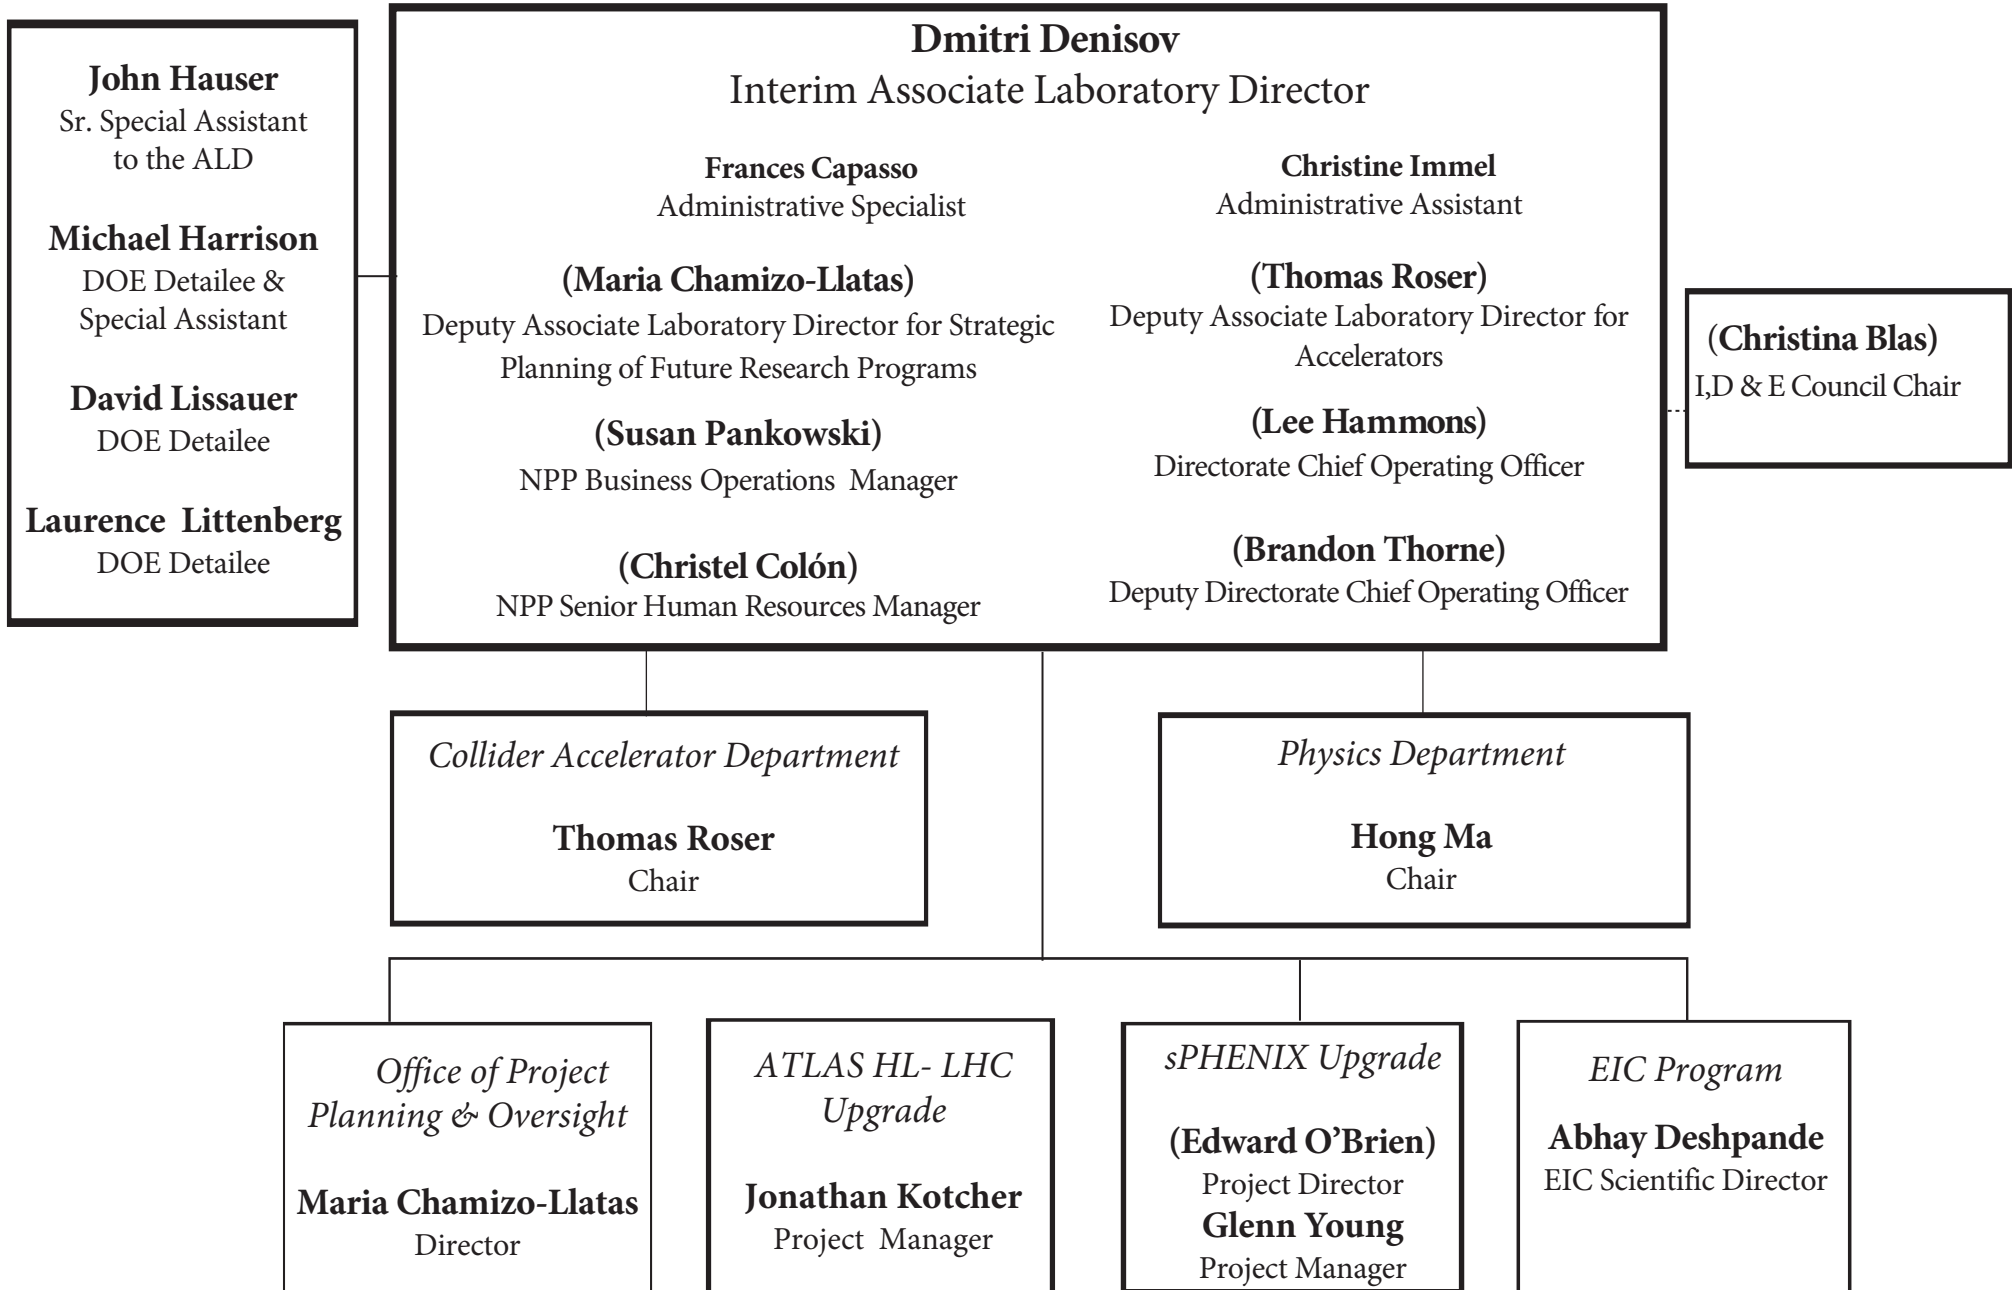 John Hauser
Sr. Special Assistant
to the ALD
Michael Harrison
DOE Detailee &
Special Assistant
David Lissauer
DOE Detailee
Laurence Littenberg
DOE Detailee
Dmitri Denisov
Interim Associate Laboratory Director
Frances Capasso
Administrative Specialist
Christine Immel
Administrative Assistant
(Maria Chamizo-Llatas)
Deputy Associate Laboratory Director for Strategic
Planning of Future Research Programs
(Thomas Roser)
Deputy Associate Laboratory Director for
Accelerators
(Susan Pankowski)
NPP Business Operations Manager
(Lee Hammons)
Directorate Chief Operating Officer
(Christel Colón)
NPP Senior Human Resources Manager
(Brandon Thorne)
Deputy Directorate Chief Operating Officer
(Christina Blas)
I,D & E Council Chair
Collider Accelerator Department
Thomas Roser
Chair
Physics Department
Hong Ma
Chair
Office of Project
Planning & Oversight
Maria Chamizo-Llatas
Director
ATLAS HL- LHC
Upgrade
Jonathan Kotcher
Project Manager
sPHENIX Upgrade
(Edward O’Brien)
Project Director
Glenn Young
Project Manager
EIC Program
Abhay Deshpande
EIC Scientific Director